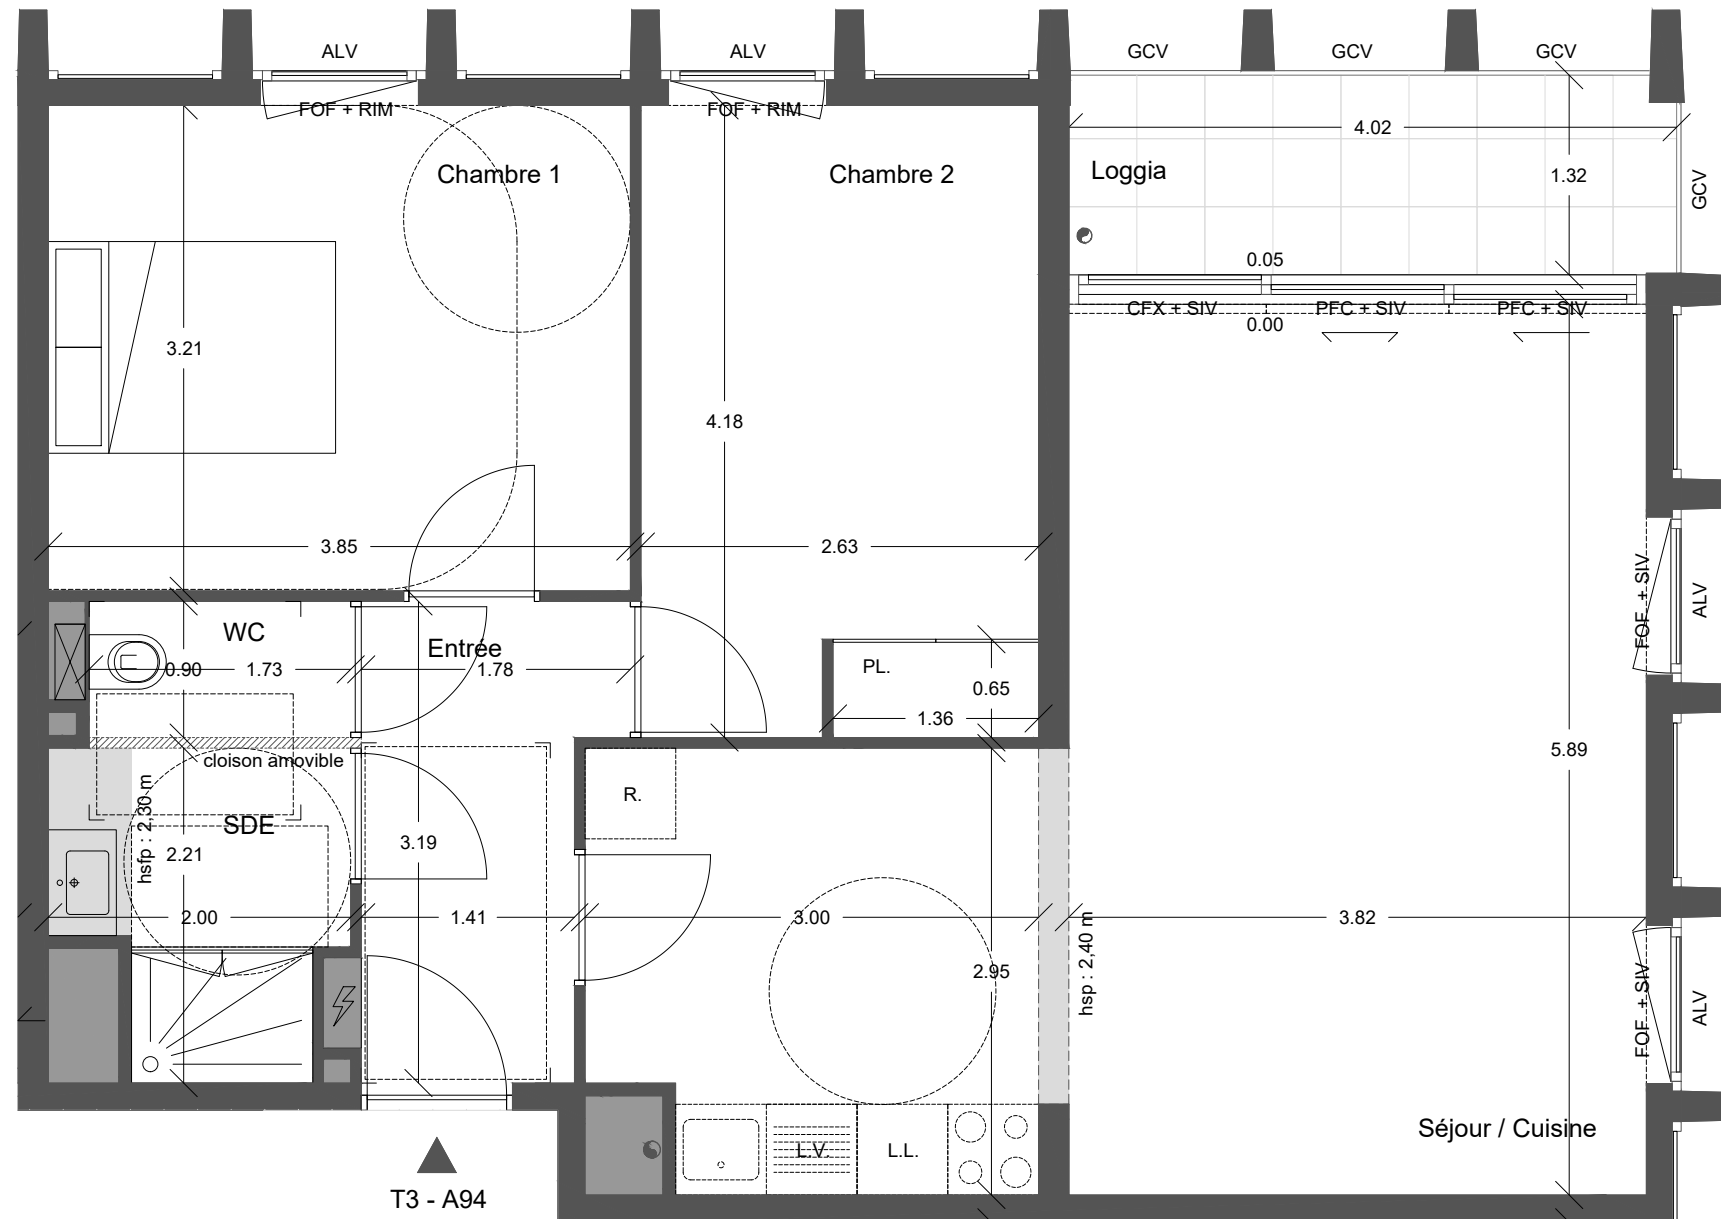 ALV
ALV
GCV
GCV
GCV
FOF + RIM
FOF + RIM
4.02
Chambre 1
Chambre 2
Loggia
1.32
GCV
0.05
CFX + SIV
PFC + SIV
PFC + SIV
0.00
3.21
4.18
3.85
2.63
FOF + SIV
ALV
WC
Entrée
0.90
1.73
1.78
PL.
0.65
1.36
cloison amovible
5.89
R.
hsfp : 2,30 m
SDE
3.19
2.21
2.00
1.41
3.00
3.82
hsp : 2,40 m
2.95
FOF + SIV
ALV
Séjour / Cuisine
L.V.
L.L.
T3 - A94